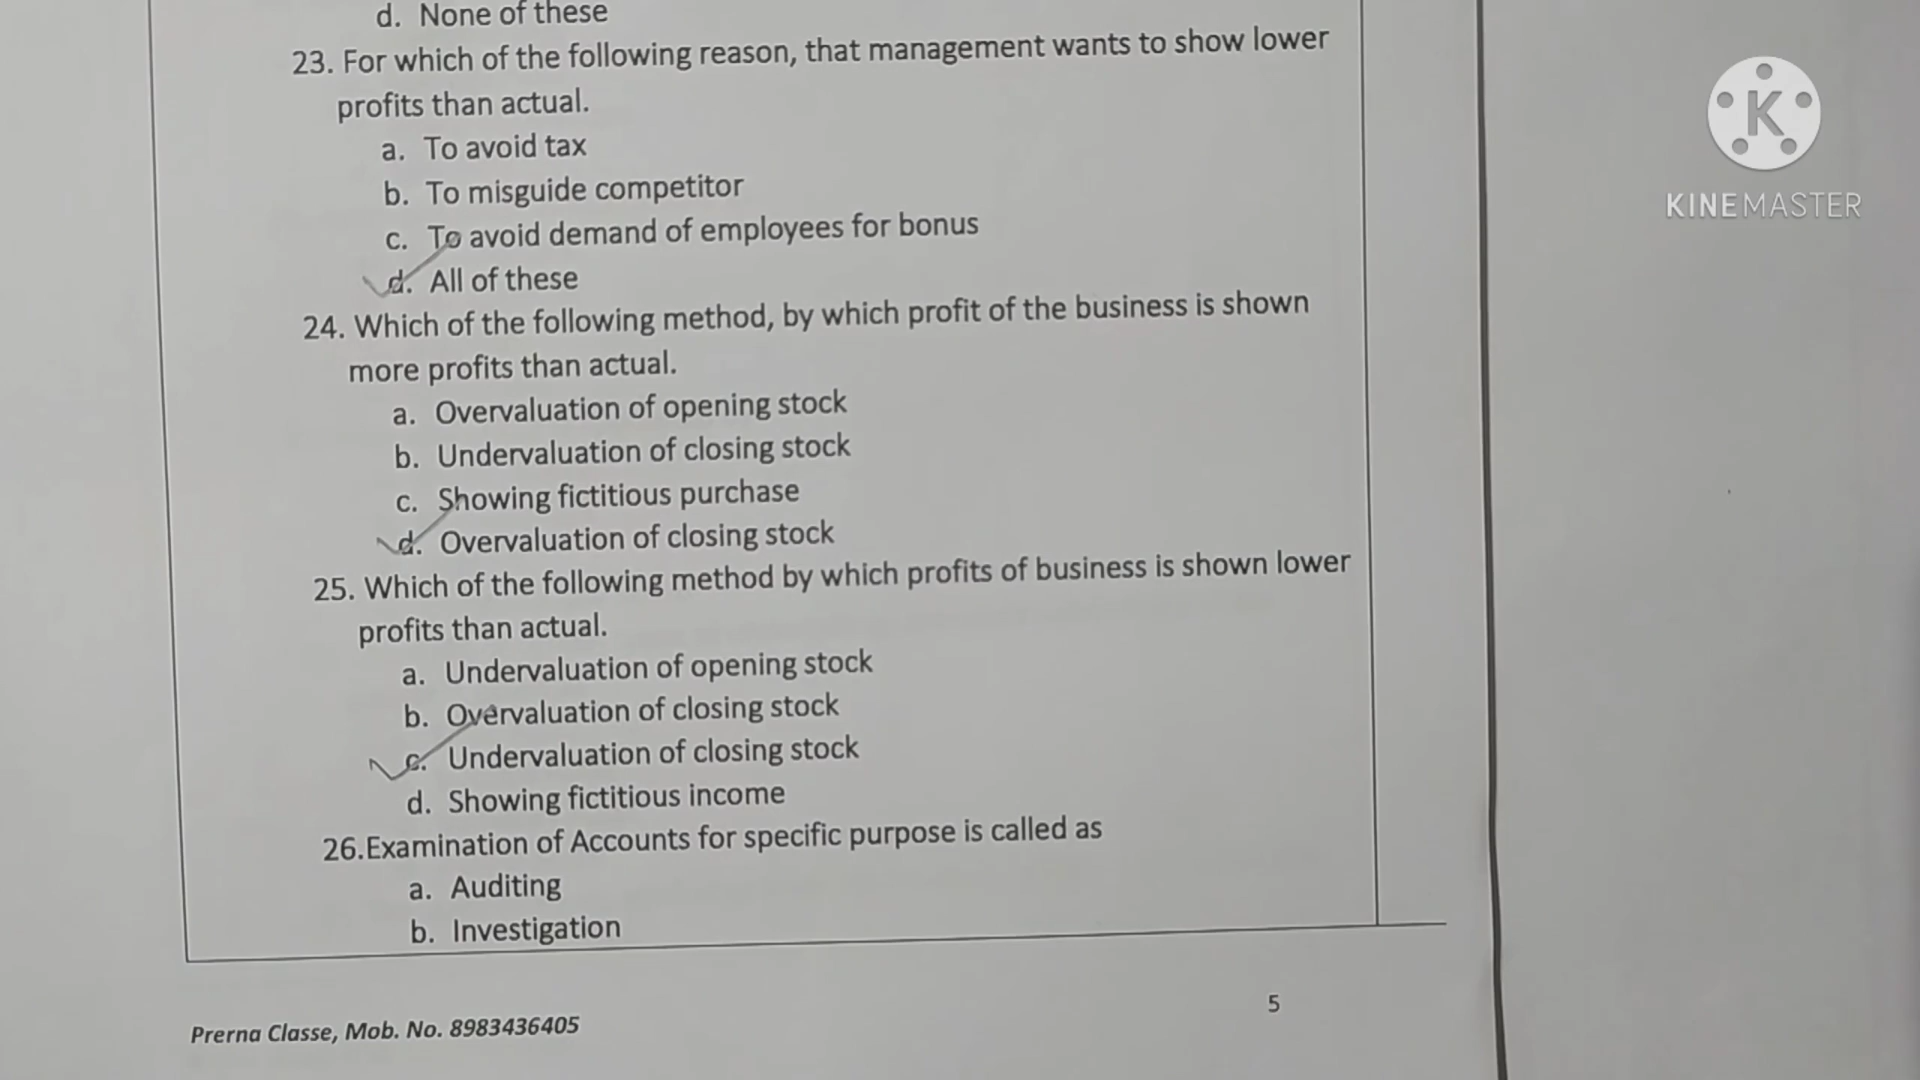 d. None of these
23. For which of the following reason, that management wants to show lower
profits than actual.
a. To avoid tax
b. To misguide competitor
c. To avoid demand of employees for bonus
d. All of these
24. Which of the following method, by which profit of the business is shown
more profits than actual.
a. Overvaluation of opening stock
b. Undervaluation of closing stock
c. Showing fictitious purchase
d. Overvaluation of closing stock
25. Which of the following method by which profits of business is shown lower
profits than actual.
a. Undervaluation of opening stock
b. Overvaluation of closing stock
c. Undervaluation of closing stock
d. Showing fictitious income
26.Examination of Accounts for specific purpose is called as
a. Auditing
b. Investigation
5
Prerna Classe, Mob. No. 8983436405
K
KINEMASTER